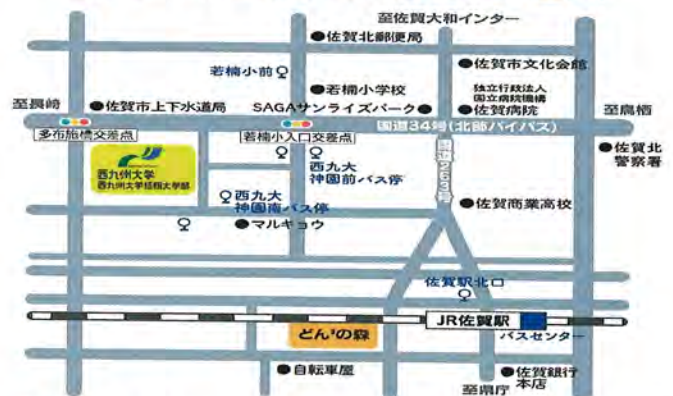 至佐賀大和インター
●佐賀北郵便局
若楠小前
●佐賀市文化会館
●若楠小学校
独立行政法人
国立病院機構
至長崎
●佐賀市上下水道局
SAGAサンライズパーク●
●佐賀病院
至鳥栖
多布施橋交差点
若楠小入口交差点
国道34号(北部バイパス)
国道263号
●佐賀北
警察署
西九州大学
西九州大学短期大学部
西九大
神園前バス停
西九大
神園南バス停
●佐賀商業高校
●マルキョウ
佐賀駅北口
JR佐賀駅
どん³の森
バスセンター
●自転車屋
●佐賀銀行
本店
至県庁